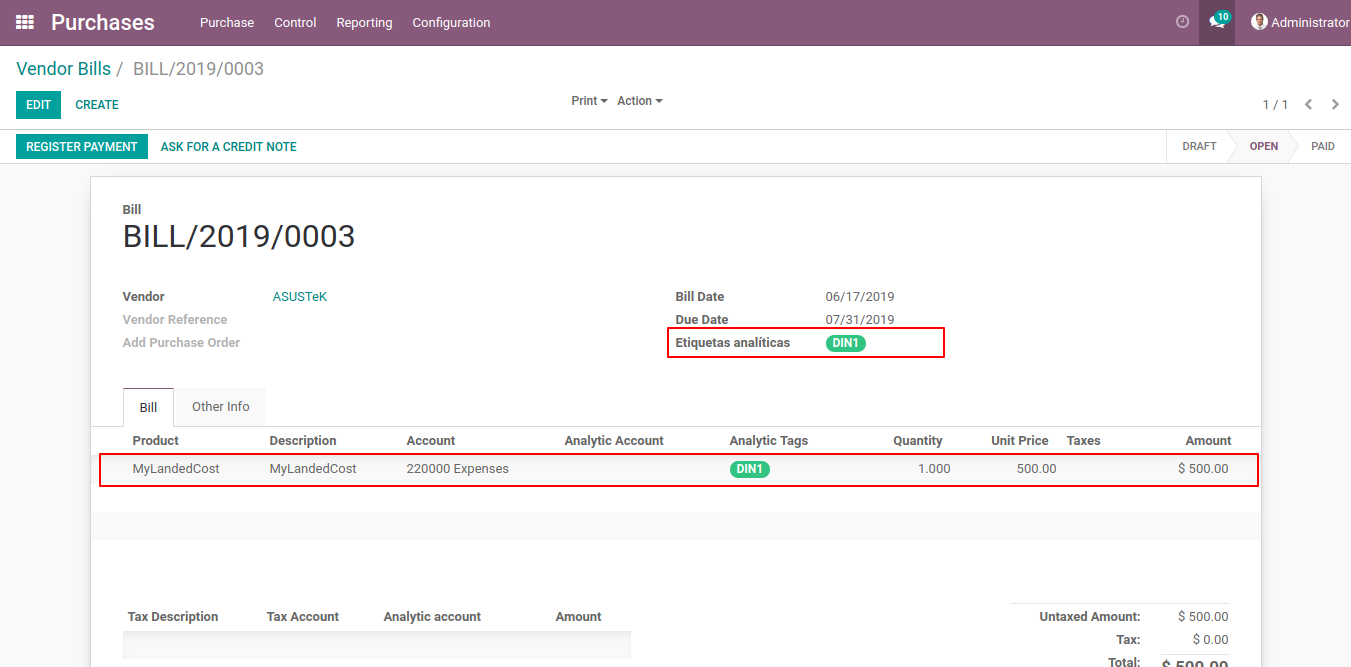 Purchases Purchase Control Reporting Configuration 10 Administrator
Vendor Bills / BILL/2019/0003
EDIT CREATE Print Action 1 / 1
REGISTER PAYMENT ASK FOR A CREDIT NOTE DRAFT OPEN PAID
Bill
BILL/2019/0003
Vendor ASUSTeK Bill Date 06/17/2019
Vendor Reference Due Date 07/31/2019
Add Purchase Order Etiquetas analíticas DIN1
Bill Other Info
Product Description Account Analytic Account Analytic Tags Quantity Unit Price Taxes Amount
MyLandedCost MyLandedCost 220000 Expenses DIN1 1.000 500.00 $ 500.00
Tax Description Tax Account Analytic account Amount Untaxed Amount: $ 500.00
Tax: $ 0.00
Total: $ 500.00